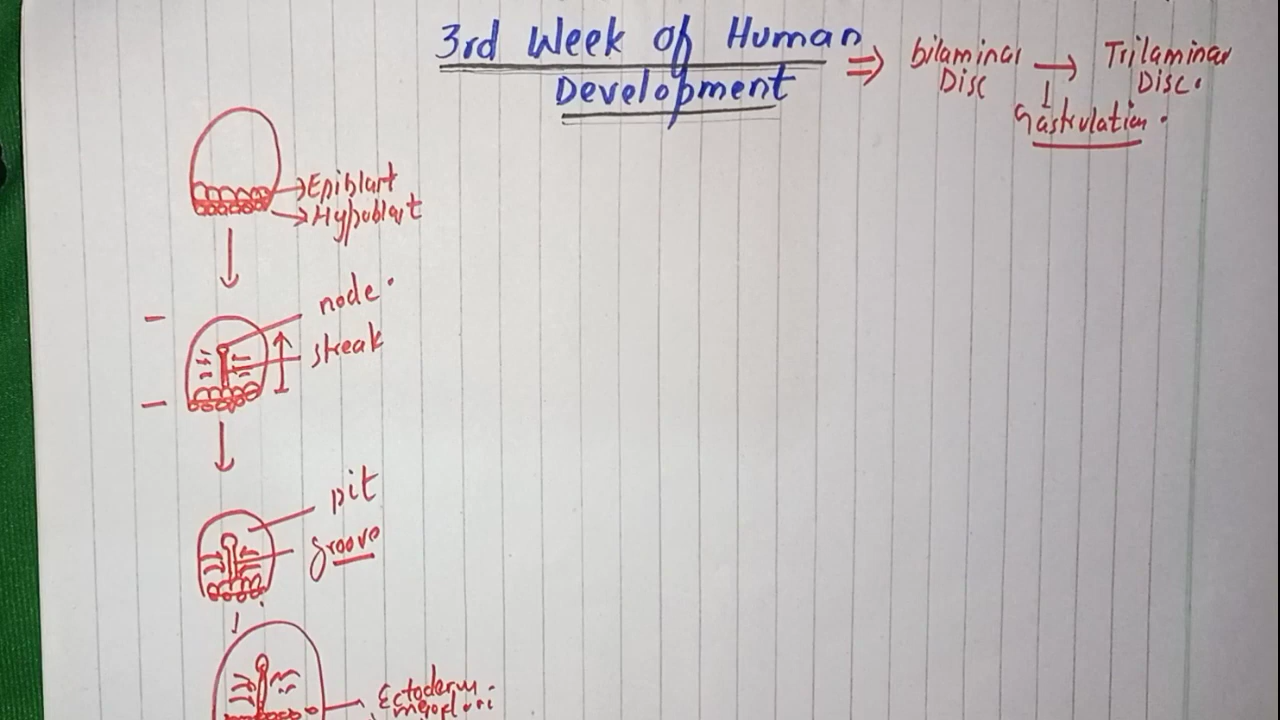 3rd Week of Human
Development
⇒ bilaminar → Trilaminar
Disc Disc.
Gastrulation.
Epiblast
Hypoblast
node.
streak
pit
groove
Ectoderm